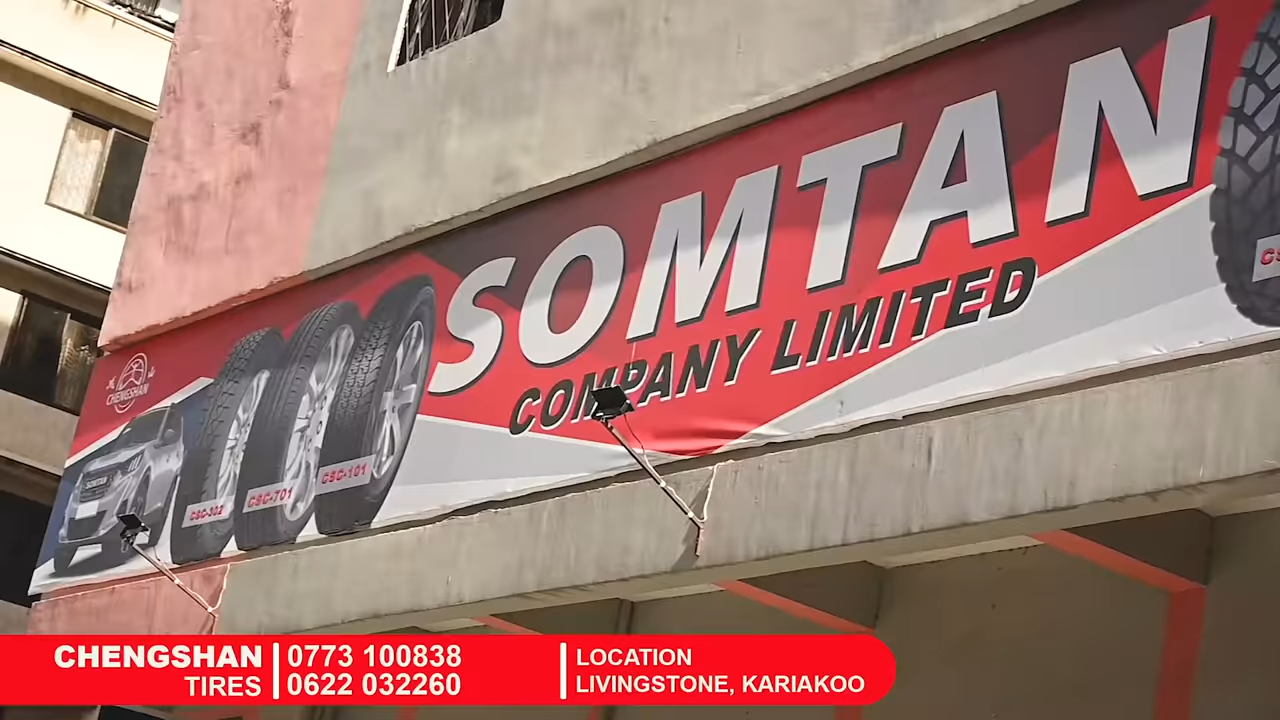 SOMTAN
COMPANY LIMITED
CHENGSHAN
SOMTAN
CSC-302
CSC-701
CSC-101
CHENGSHAN
TIRES
0773 100838
0622 032260
LOCATION
LIVINGSTONE, KARIAKOO